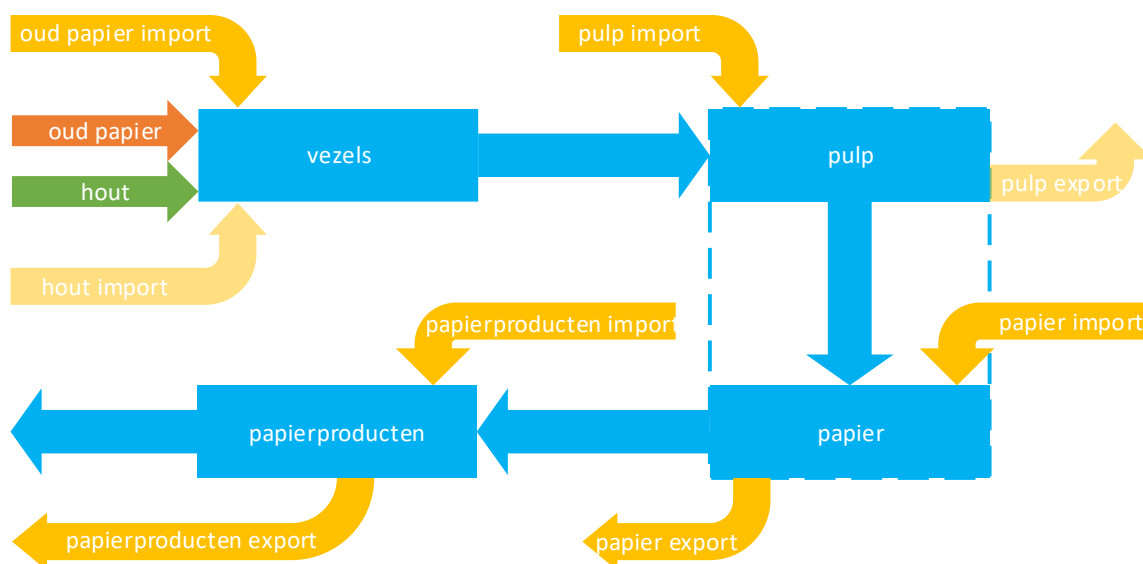 oud papier import
pulp import
oud papier
vezels
pulp
hout
pulp export
hout import
papierproducten import
papier import
papierproducten
papier
papierproducten export
papier export